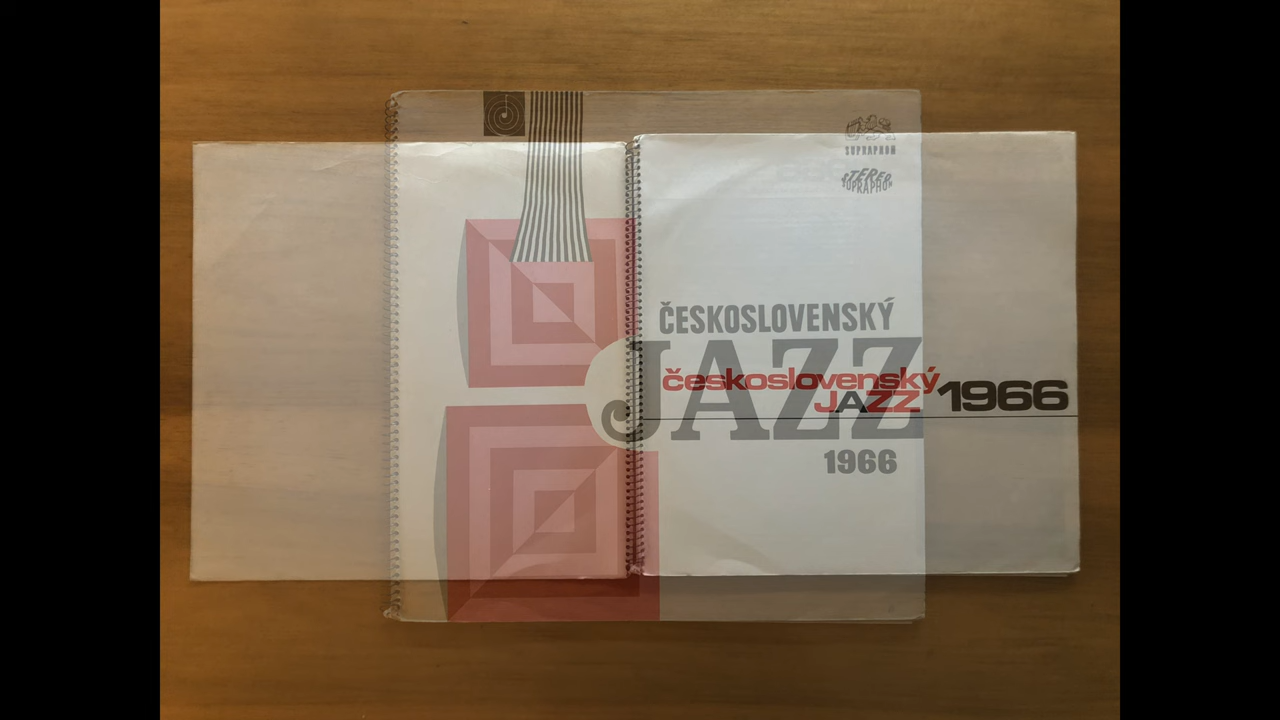 SUPRAPHON
STEREO
SUPRAPHON
ČESKOSLOVENSKÝ
JAZZ
1966
československý
JAZZ 1966